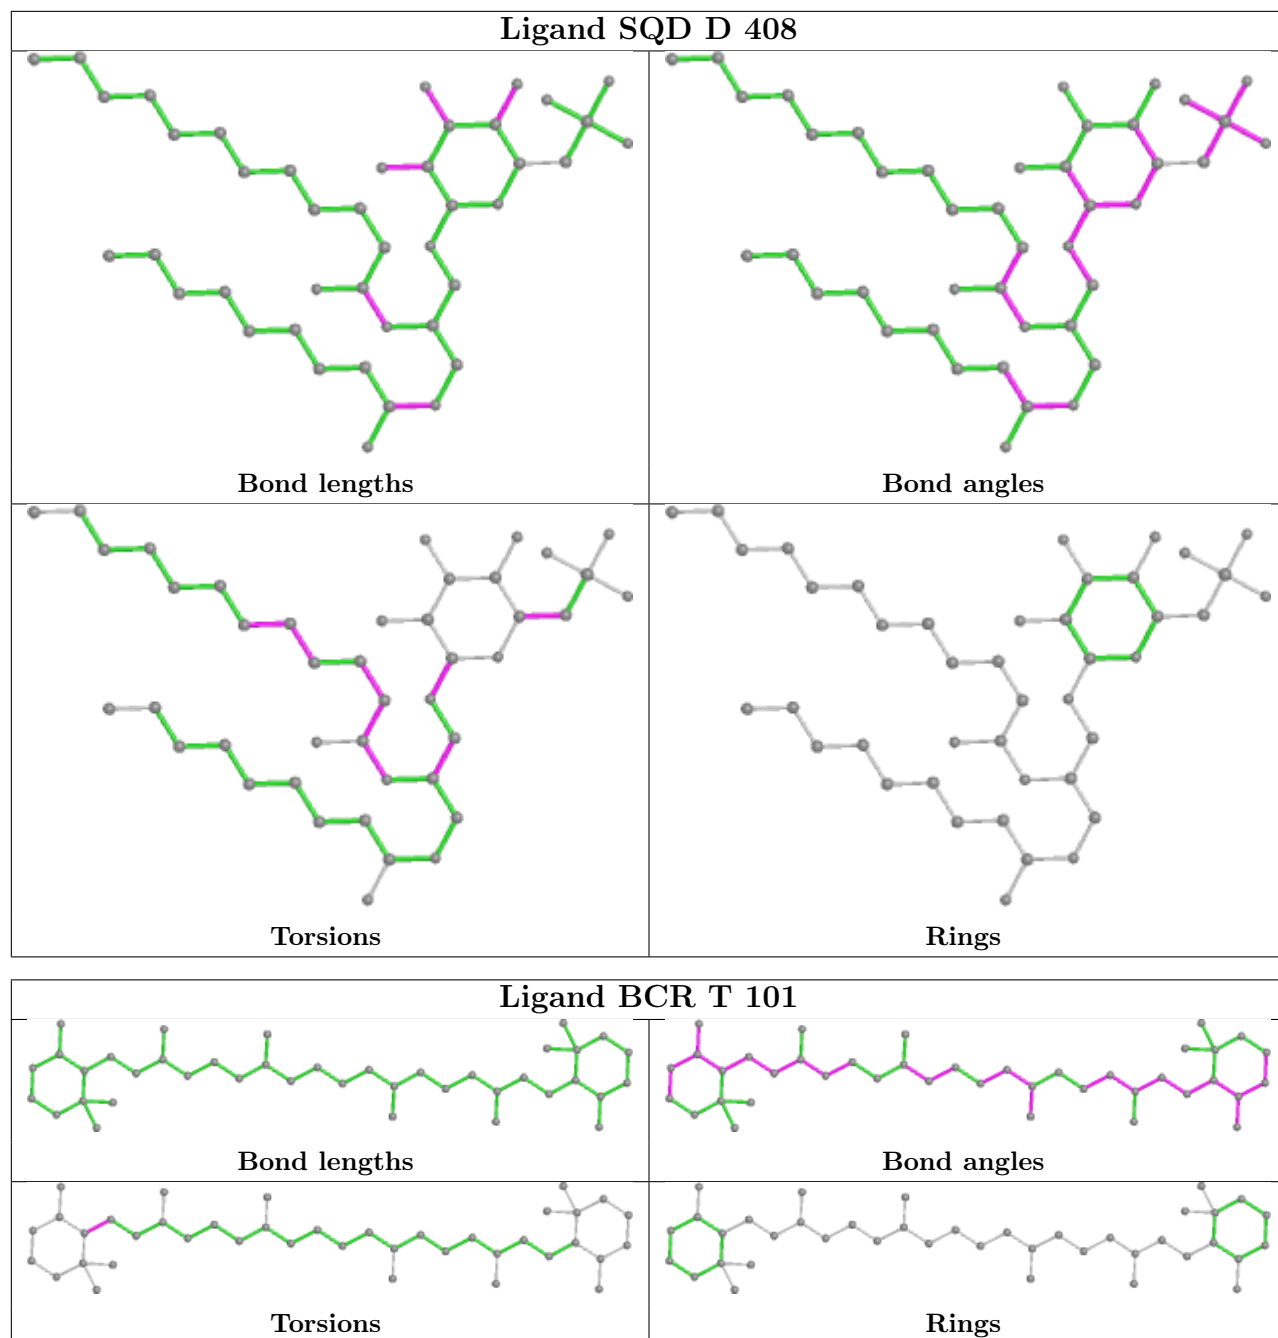 Ligand SQD D 408
Bond lengths
Bond angles
Torsions
Rings
Ligand BCR T 101
Bond lengths
Bond angles
Torsions
Rings